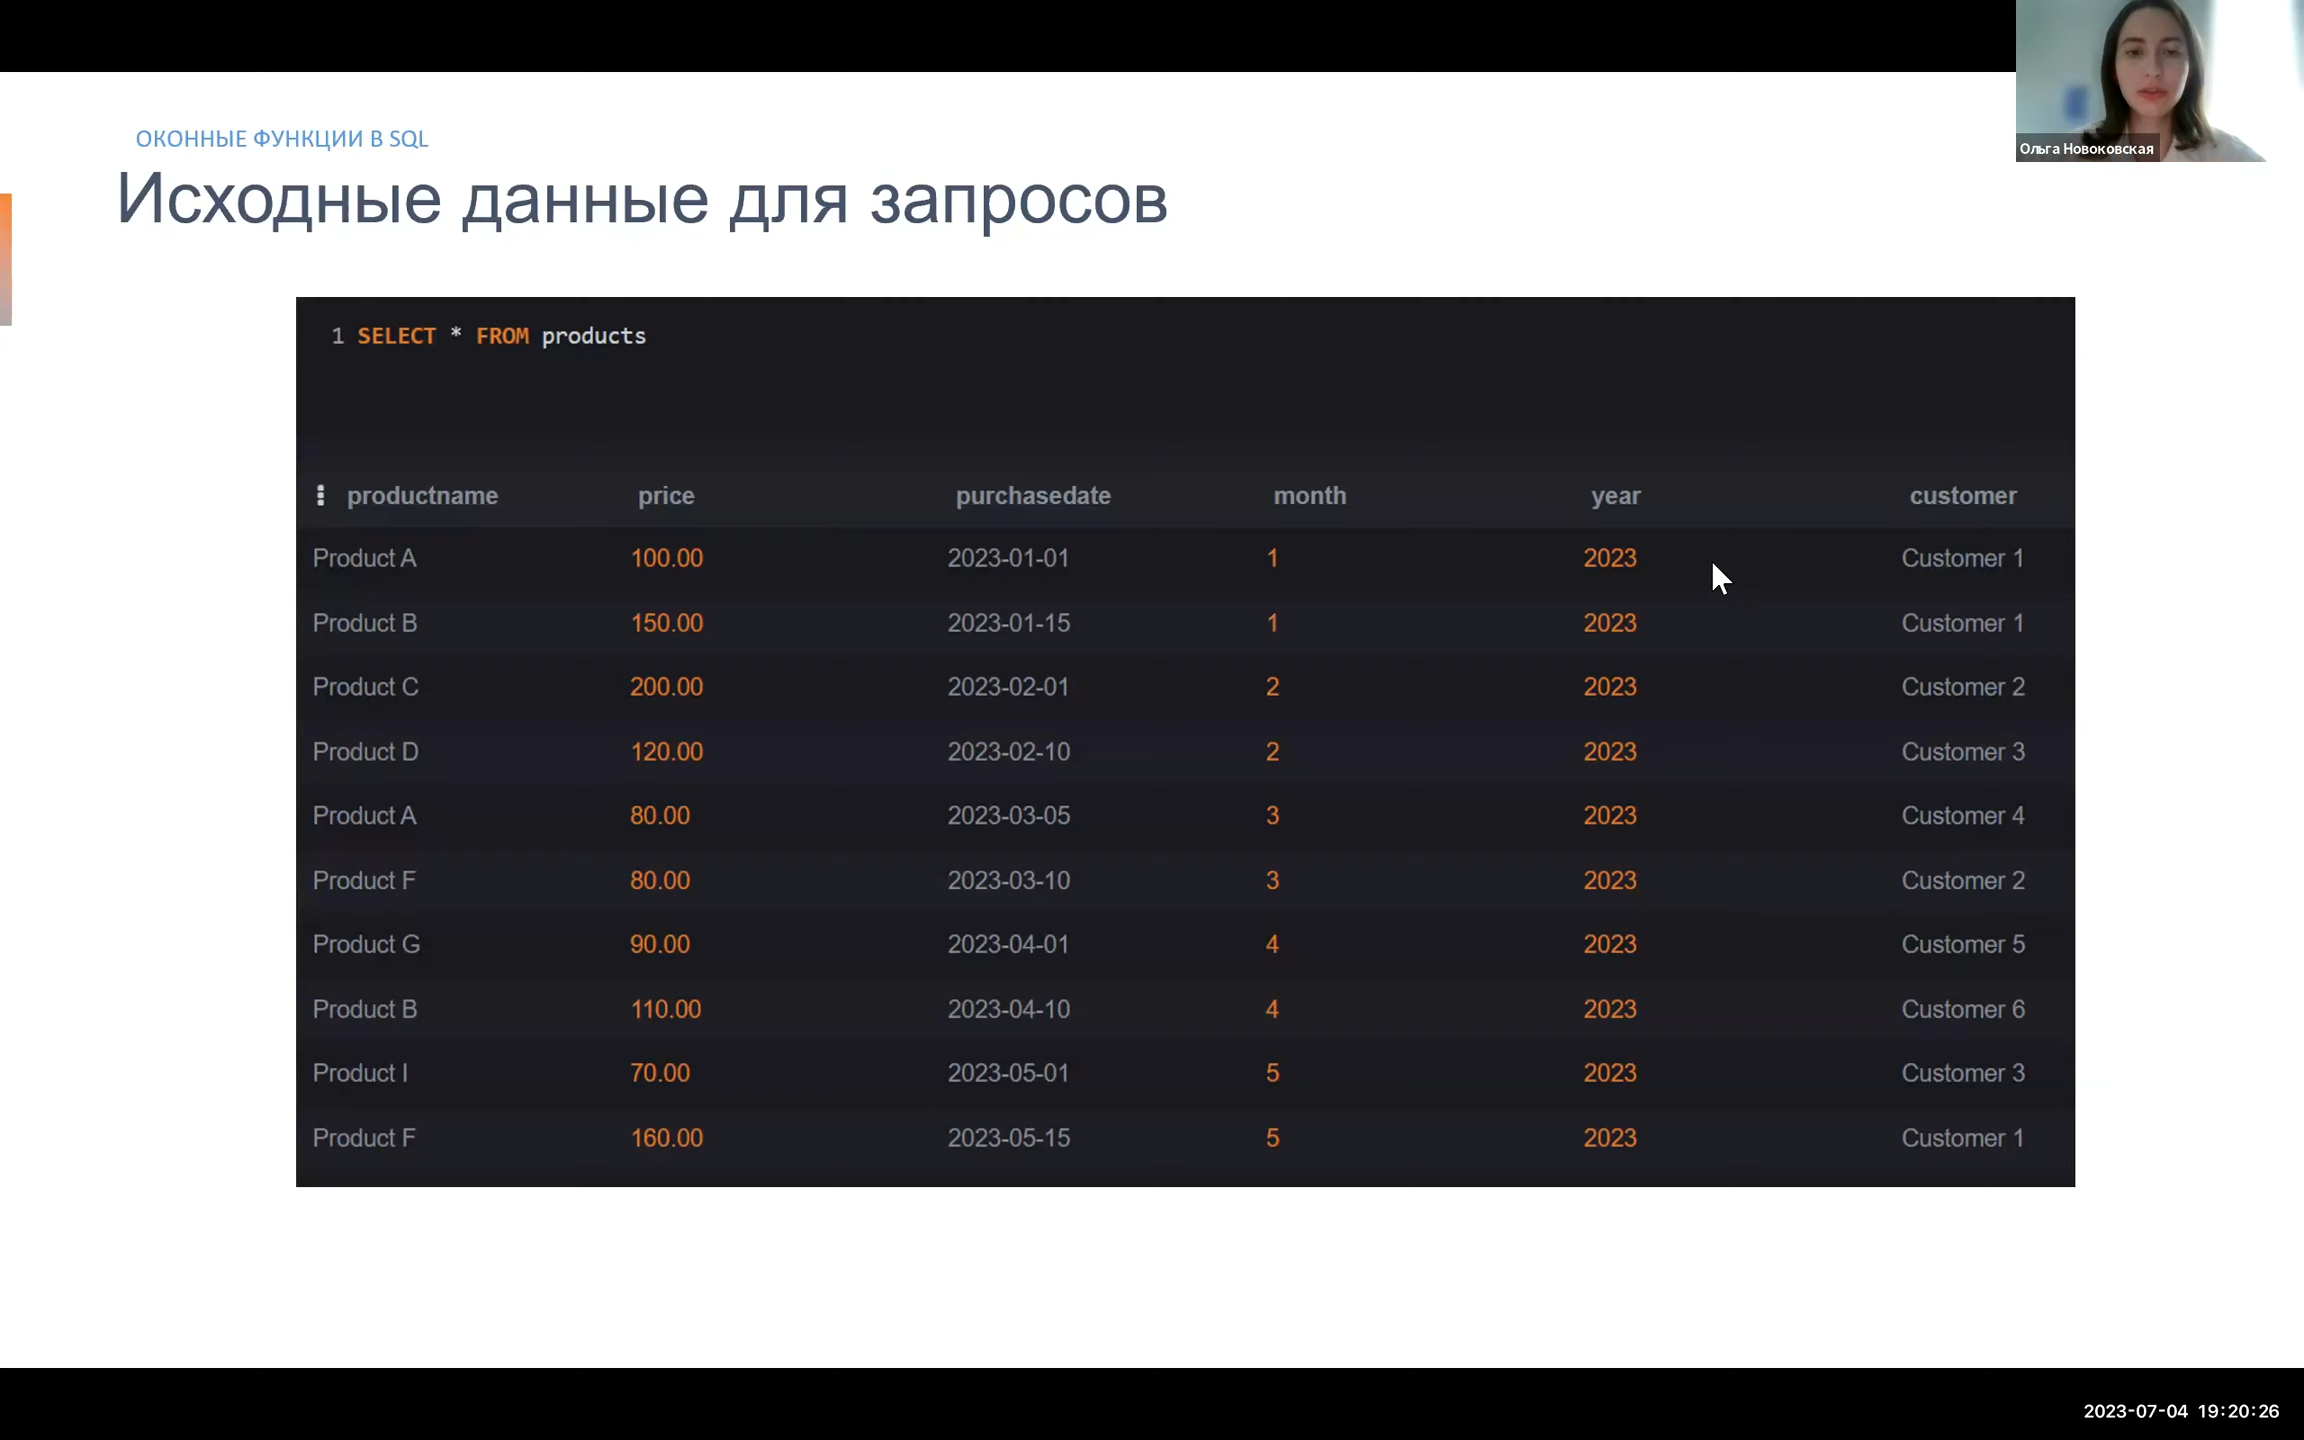 Ольга Новоковская
ОКОННЫЕ ФУНКЦИИ В SQL
Исходные данные для запросов
1 SELECT * FROM products
productname price purchasedate month year customer
Product A 100.00 2023-01-01 1 2023 Customer 1
Product B 150.00 2023-01-15 1 2023 Customer 1
Product C 200.00 2023-02-01 2 2023 Customer 2
Product D 120.00 2023-02-10 2 2023 Customer 3
Product A 80.00 2023-03-05 3 2023 Customer 4
Product F 80.00 2023-03-10 3 2023 Customer 2
Product G 90.00 2023-04-01 4 2023 Customer 5
Product B 110.00 2023-04-10 4 2023 Customer 6
Product I 70.00 2023-05-01 5 2023 Customer 3
Product F 160.00 2023-05-15 5 2023 Customer 1
2023-07-04 19:20:26